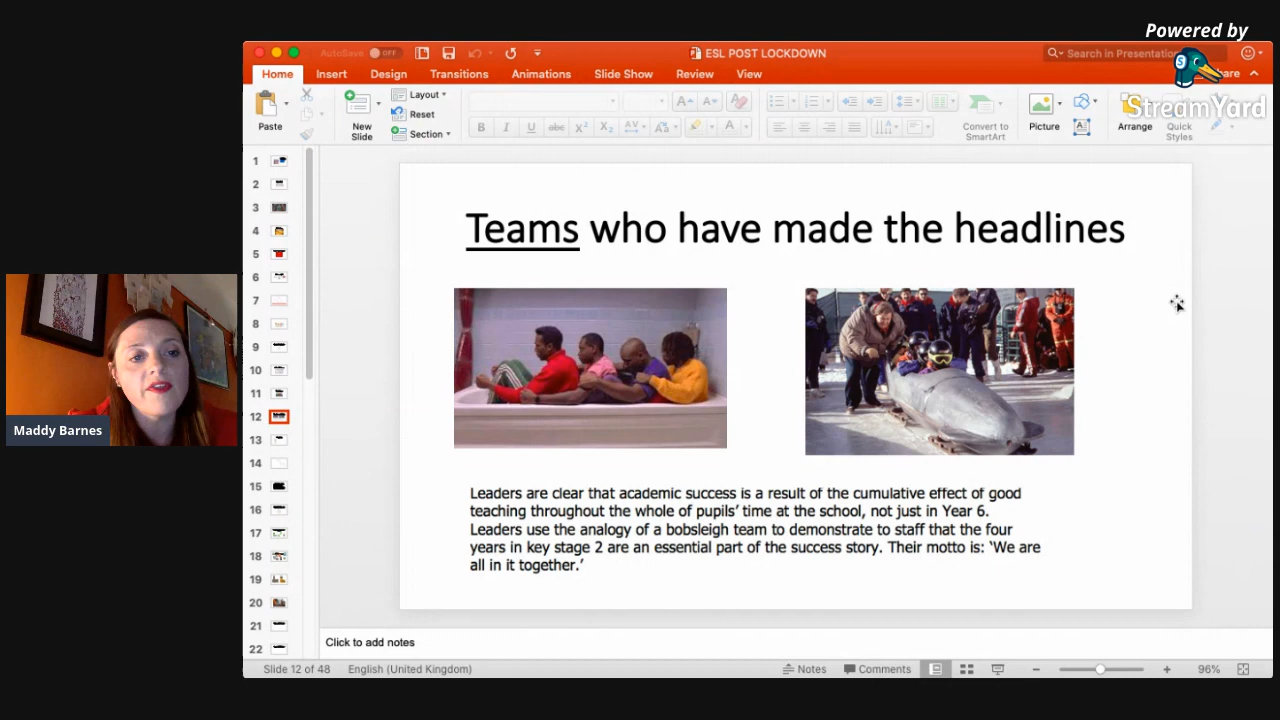 Powered by
StreamYard
AutoSave OFF
ESL POST LOCKDOWN
Search in Presentation
Home Insert Design Transitions Animations Slide Show Review View
Paste
New Slide
Layout
Reset
Section
Convert to SmartArt
Picture
Arrange
Quick Styles
1
2
3
4
5
6
7
8
9
10
11
12
13
14
15
16
17
18
19
20
21
22
Teams who have made the headlines
Leaders are clear that academic success is a result of the cumulative effect of good
teaching throughout the whole of pupils’ time at the school, not just in Year 6.
Leaders use the analogy of a bobsleigh team to demonstrate to staff that the four
years in key stage 2 are an essential part of the success story. Their motto is: ‘We are
all in it together.’
Maddy Barnes
Click to add notes
Slide 12 of 48 English (United Kingdom) Notes Comments 96%